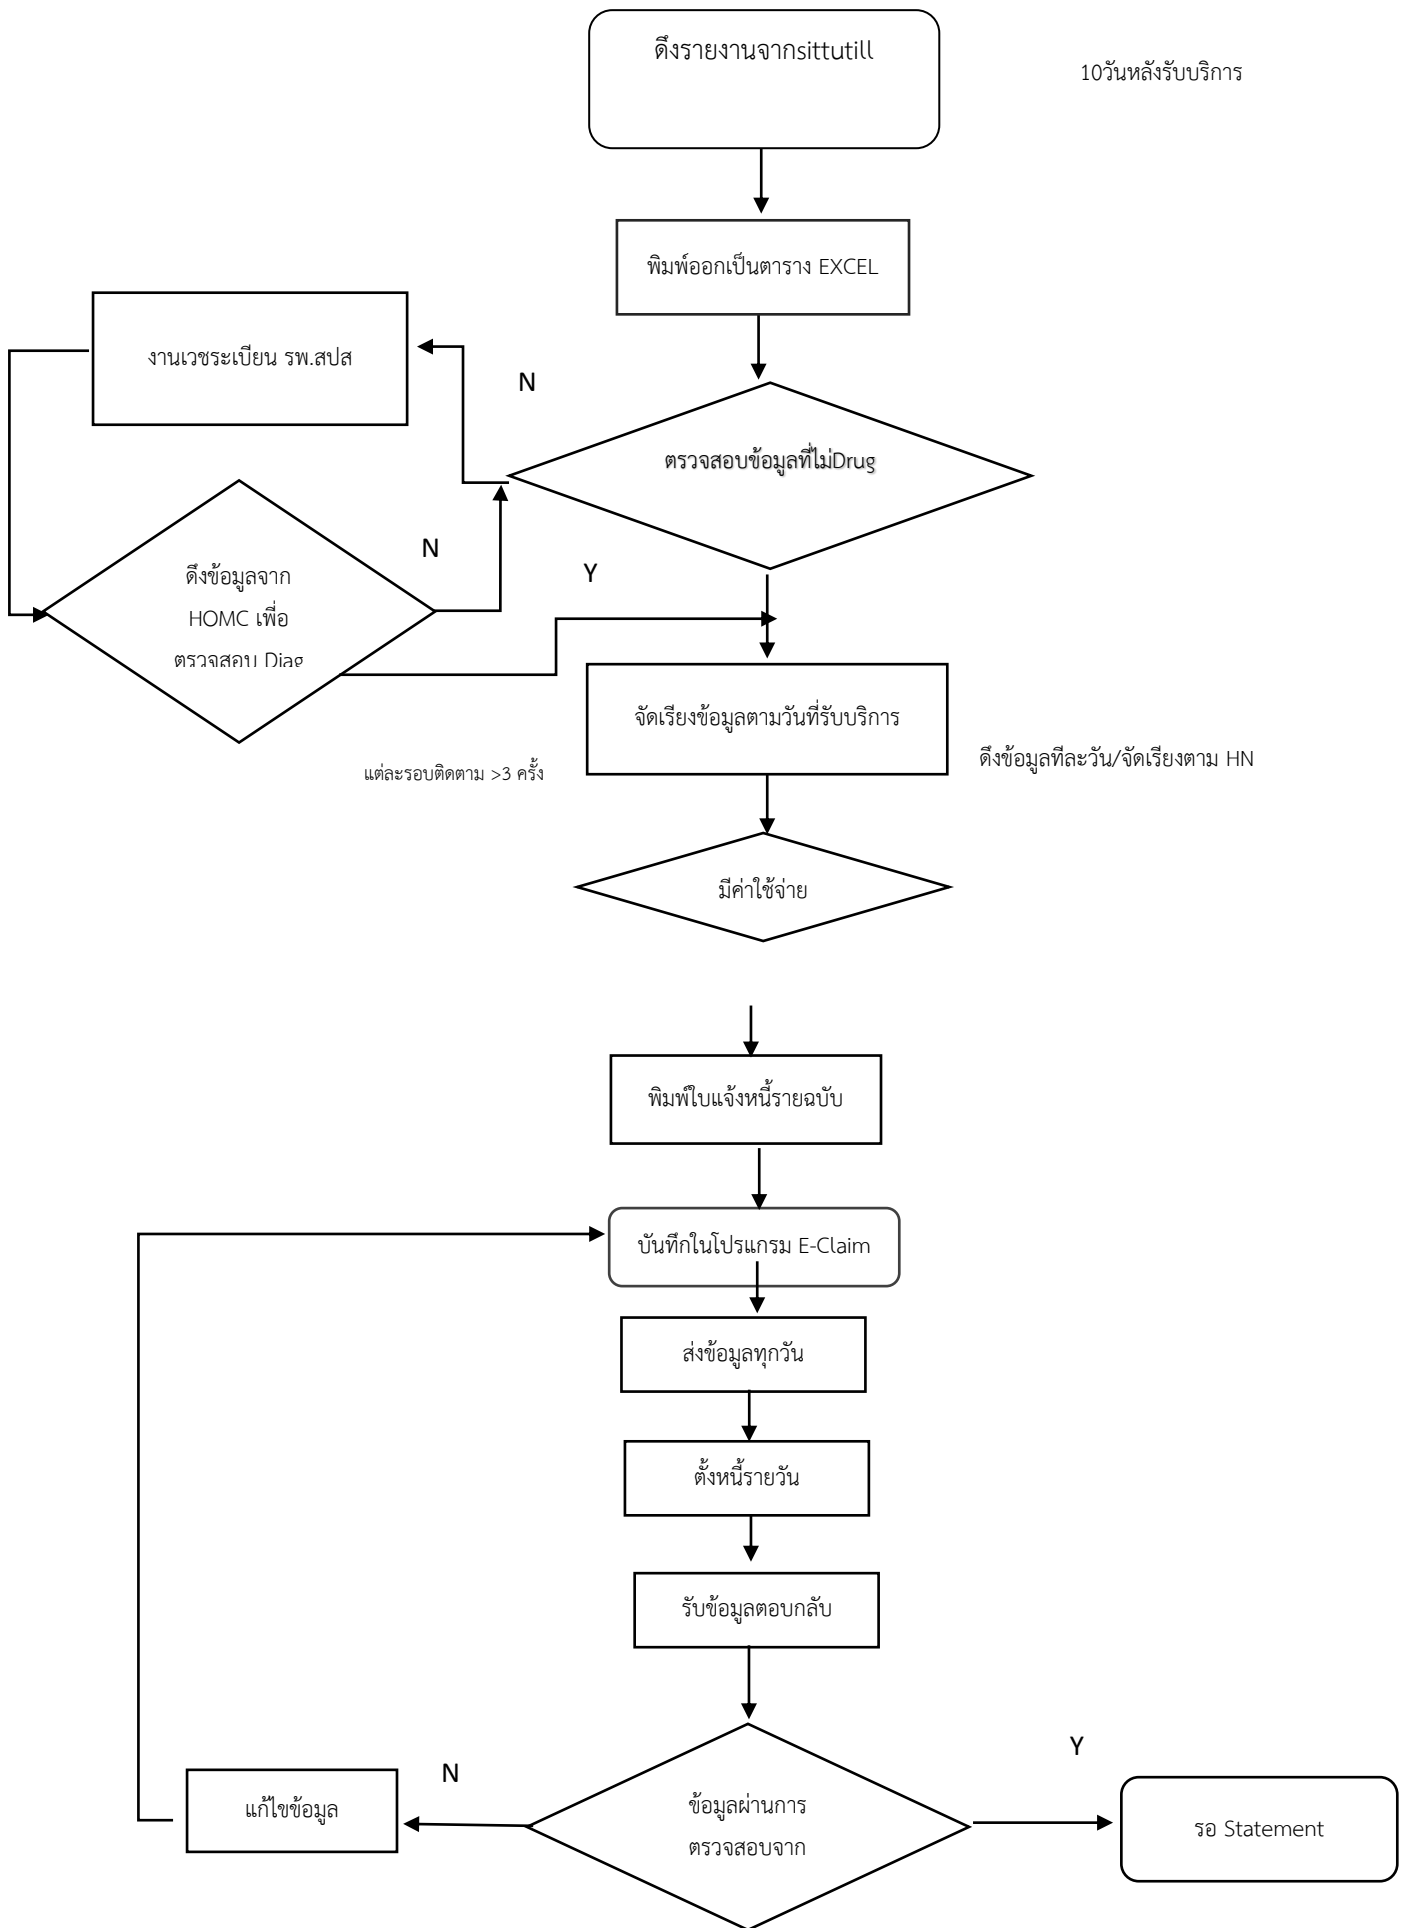 ดึงรายงานจากsittutill
10วันหลังรับบริการ
พิมพ์ออกเป็นตาราง EXCEL
งานเวชระเบียน รพ.สปส
N
ตรวจสอบข้อมูลที่ไม่Drug
N
Y
ดึงข้อมูลจาก
HOMC เพื่อ
ตรวจสอบ Diag
จัดเรียงข้อมูลตามวันที่รับบริการ
ดึงข้อมูลทีละวัน/จัดเรียงตาม HN
แต่ละรอบติดตาม >3 ครั้ง
มีค่าใช้จ่าย
พิมพ์ใบแจ้งหนี้รายฉบับ
บันทึกในโปรแกรม E-Claim
ส่งข้อมูลทุกวัน
ตั้งหนี้รายวัน
รับข้อมูลตอบกลับ
Y
N
แก้ไขข้อมูล
ข้อมูลผ่านการ
ตรวจสอบจาก
รอ Statement